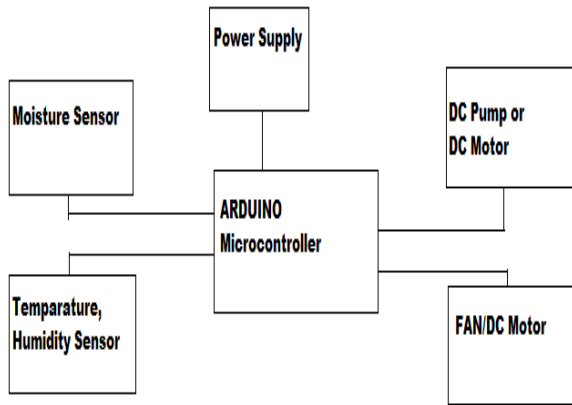 Power Supply
Moisture Sensor
DC Pump or
DC Motor
ARDUINO
Microcontroller
Temparature,
Humidity Sensor
FAN/DC Motor